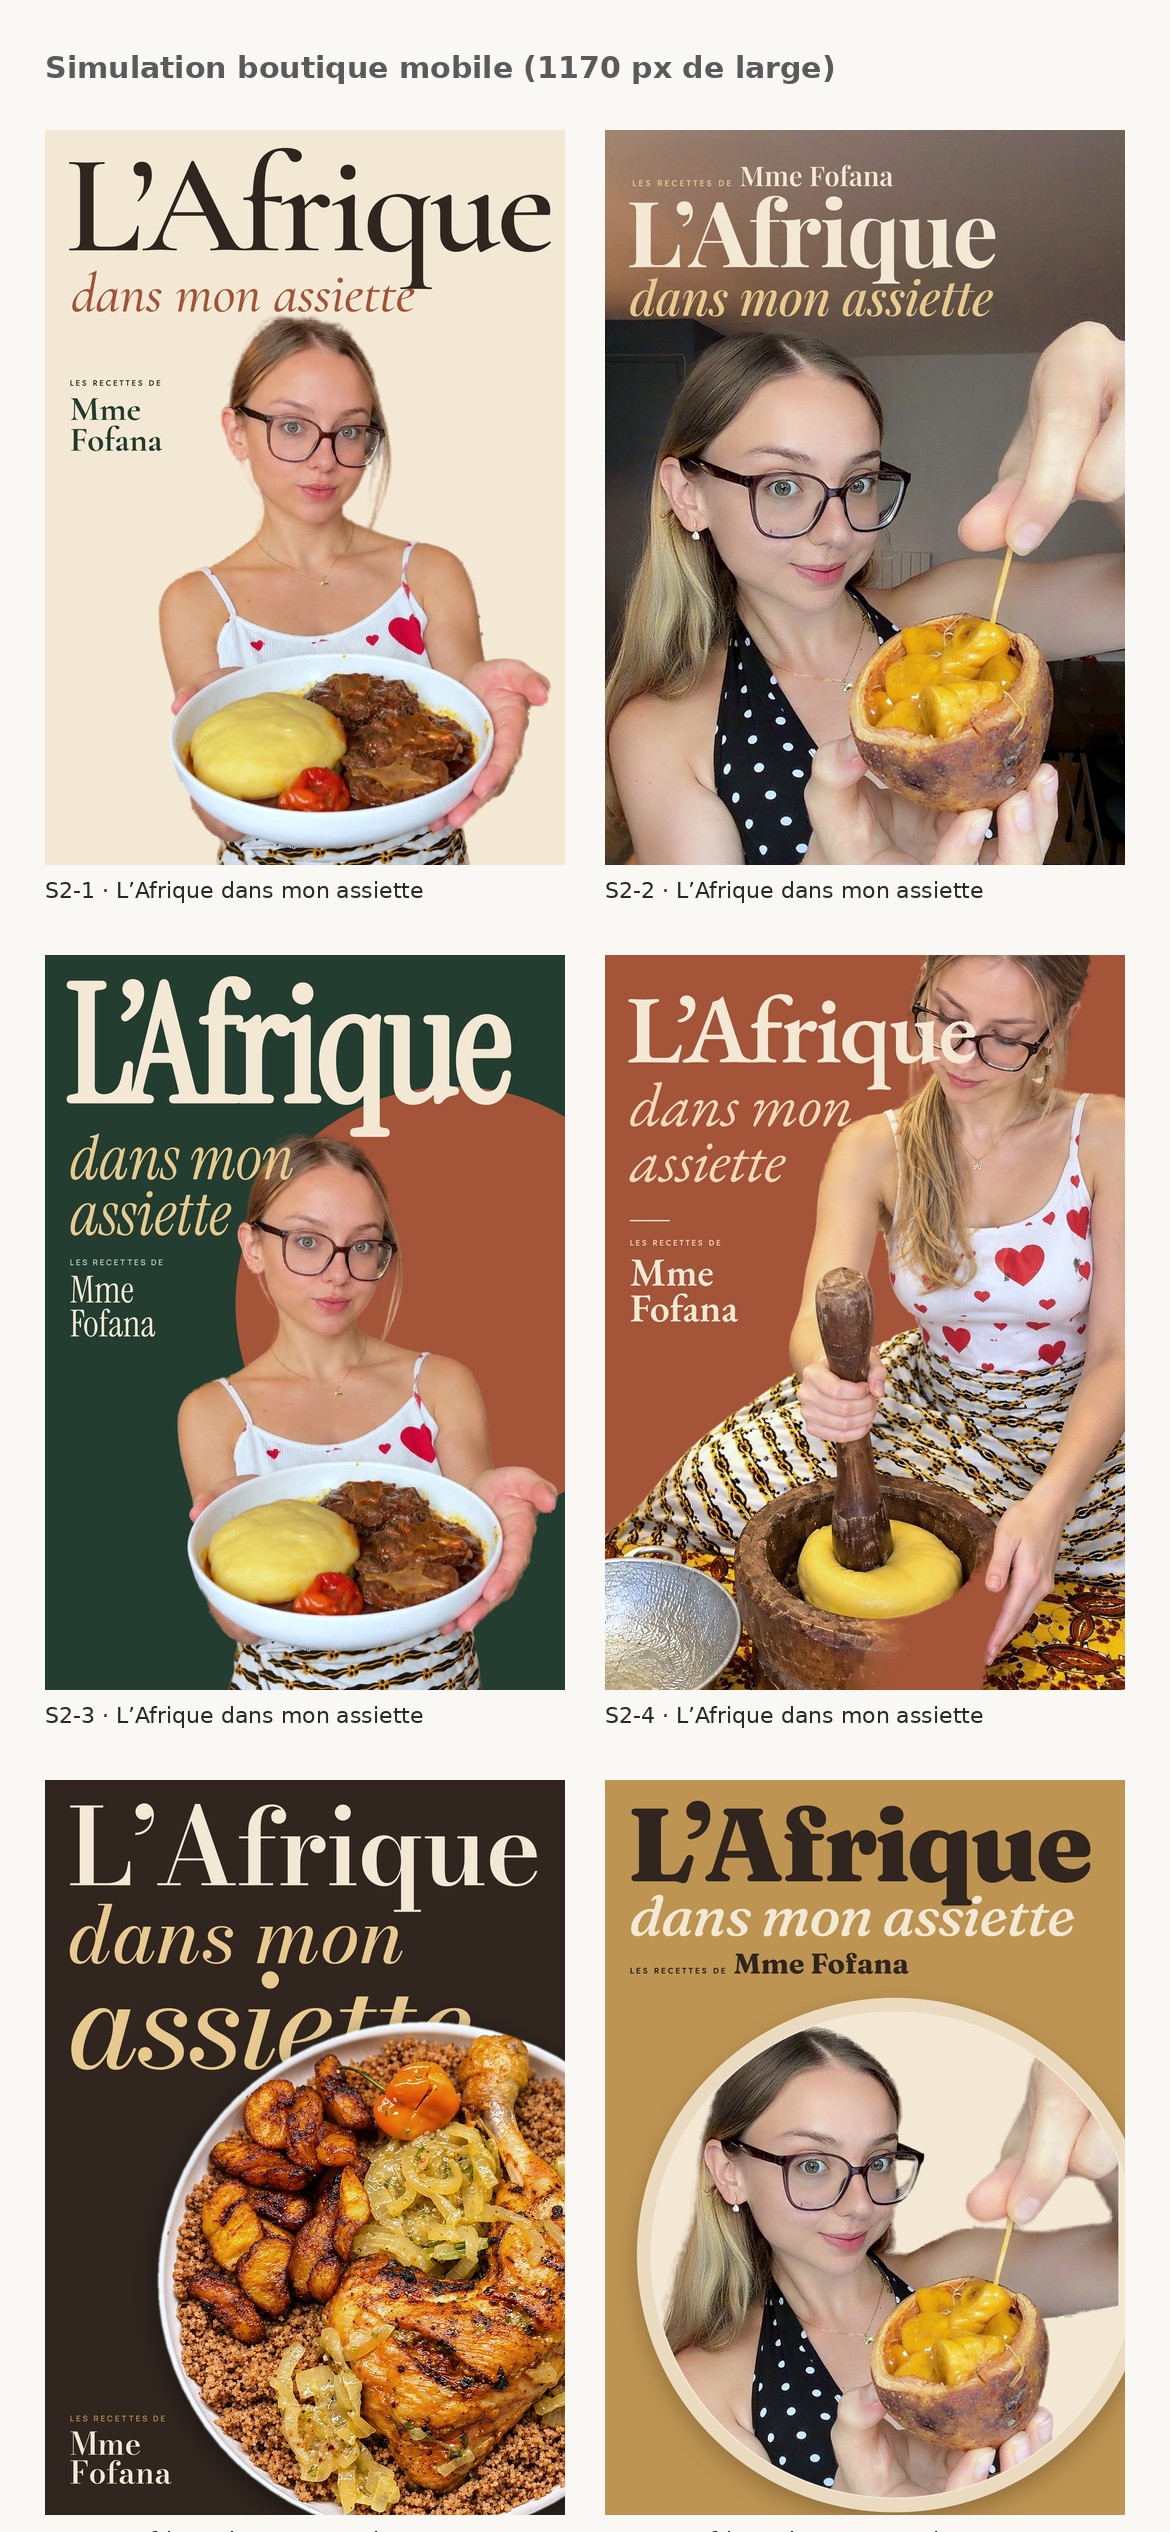 Simulation boutique mobile (1170 px de large)
L’Afrique
dans mon assiette
LES RECETTES DE
Mme
Fofana
S2-1 · L’Afrique dans mon assiette
LES RECETTES DE Mme Fofana
L’Afrique
dans mon assiette
S2-2 · L’Afrique dans mon assiette
L’Afrique
dans mon
assiette
LES RECETTES DE
Mme
Fofana
S2-3 · L’Afrique dans mon assiette
L’Afrique
dans mon
assiette
LES RECETTES DE
Mme
Fofana
S2-4 · L’Afrique dans mon assiette
L’Afrique
dans mon
assiette
LES RECETTES DE
Mme
Fofana
L’Afrique
dans mon assiette
LES RECETTES DE Mme Fofana